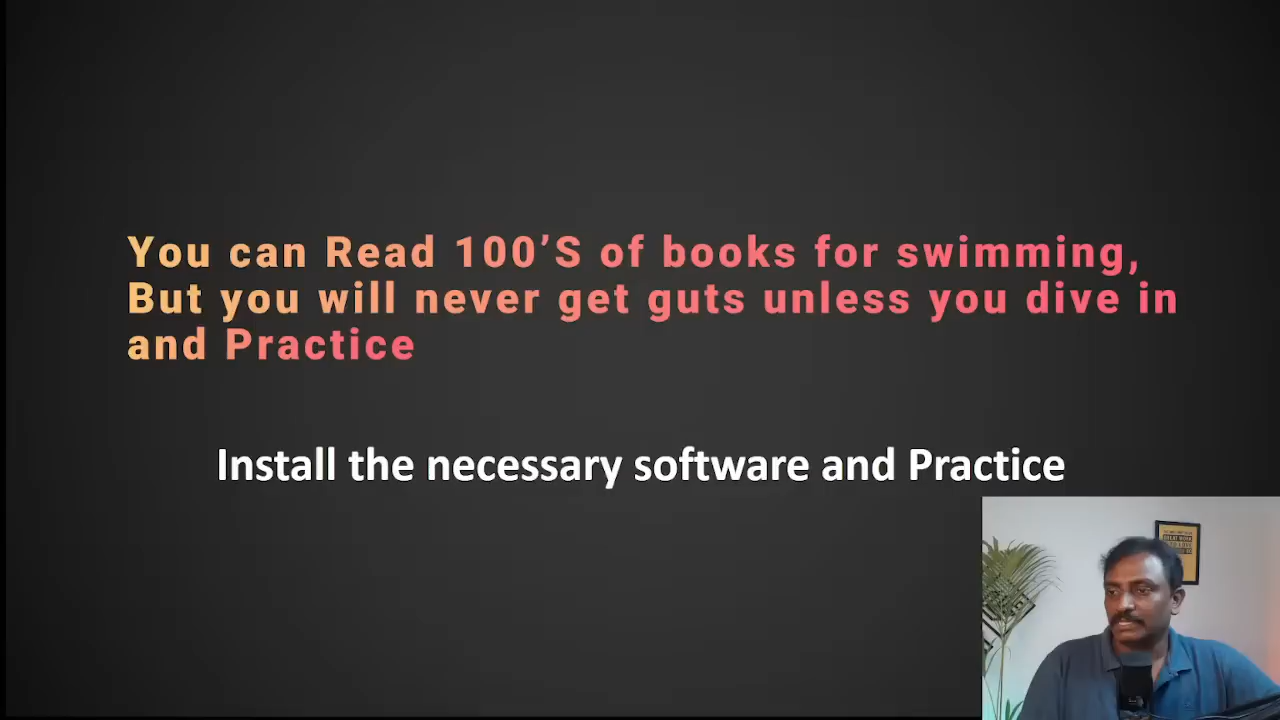 You can Read 100’S of books for swimming,
But you will never get guts unless you dive in
and Practice
Install the necessary software and Practice